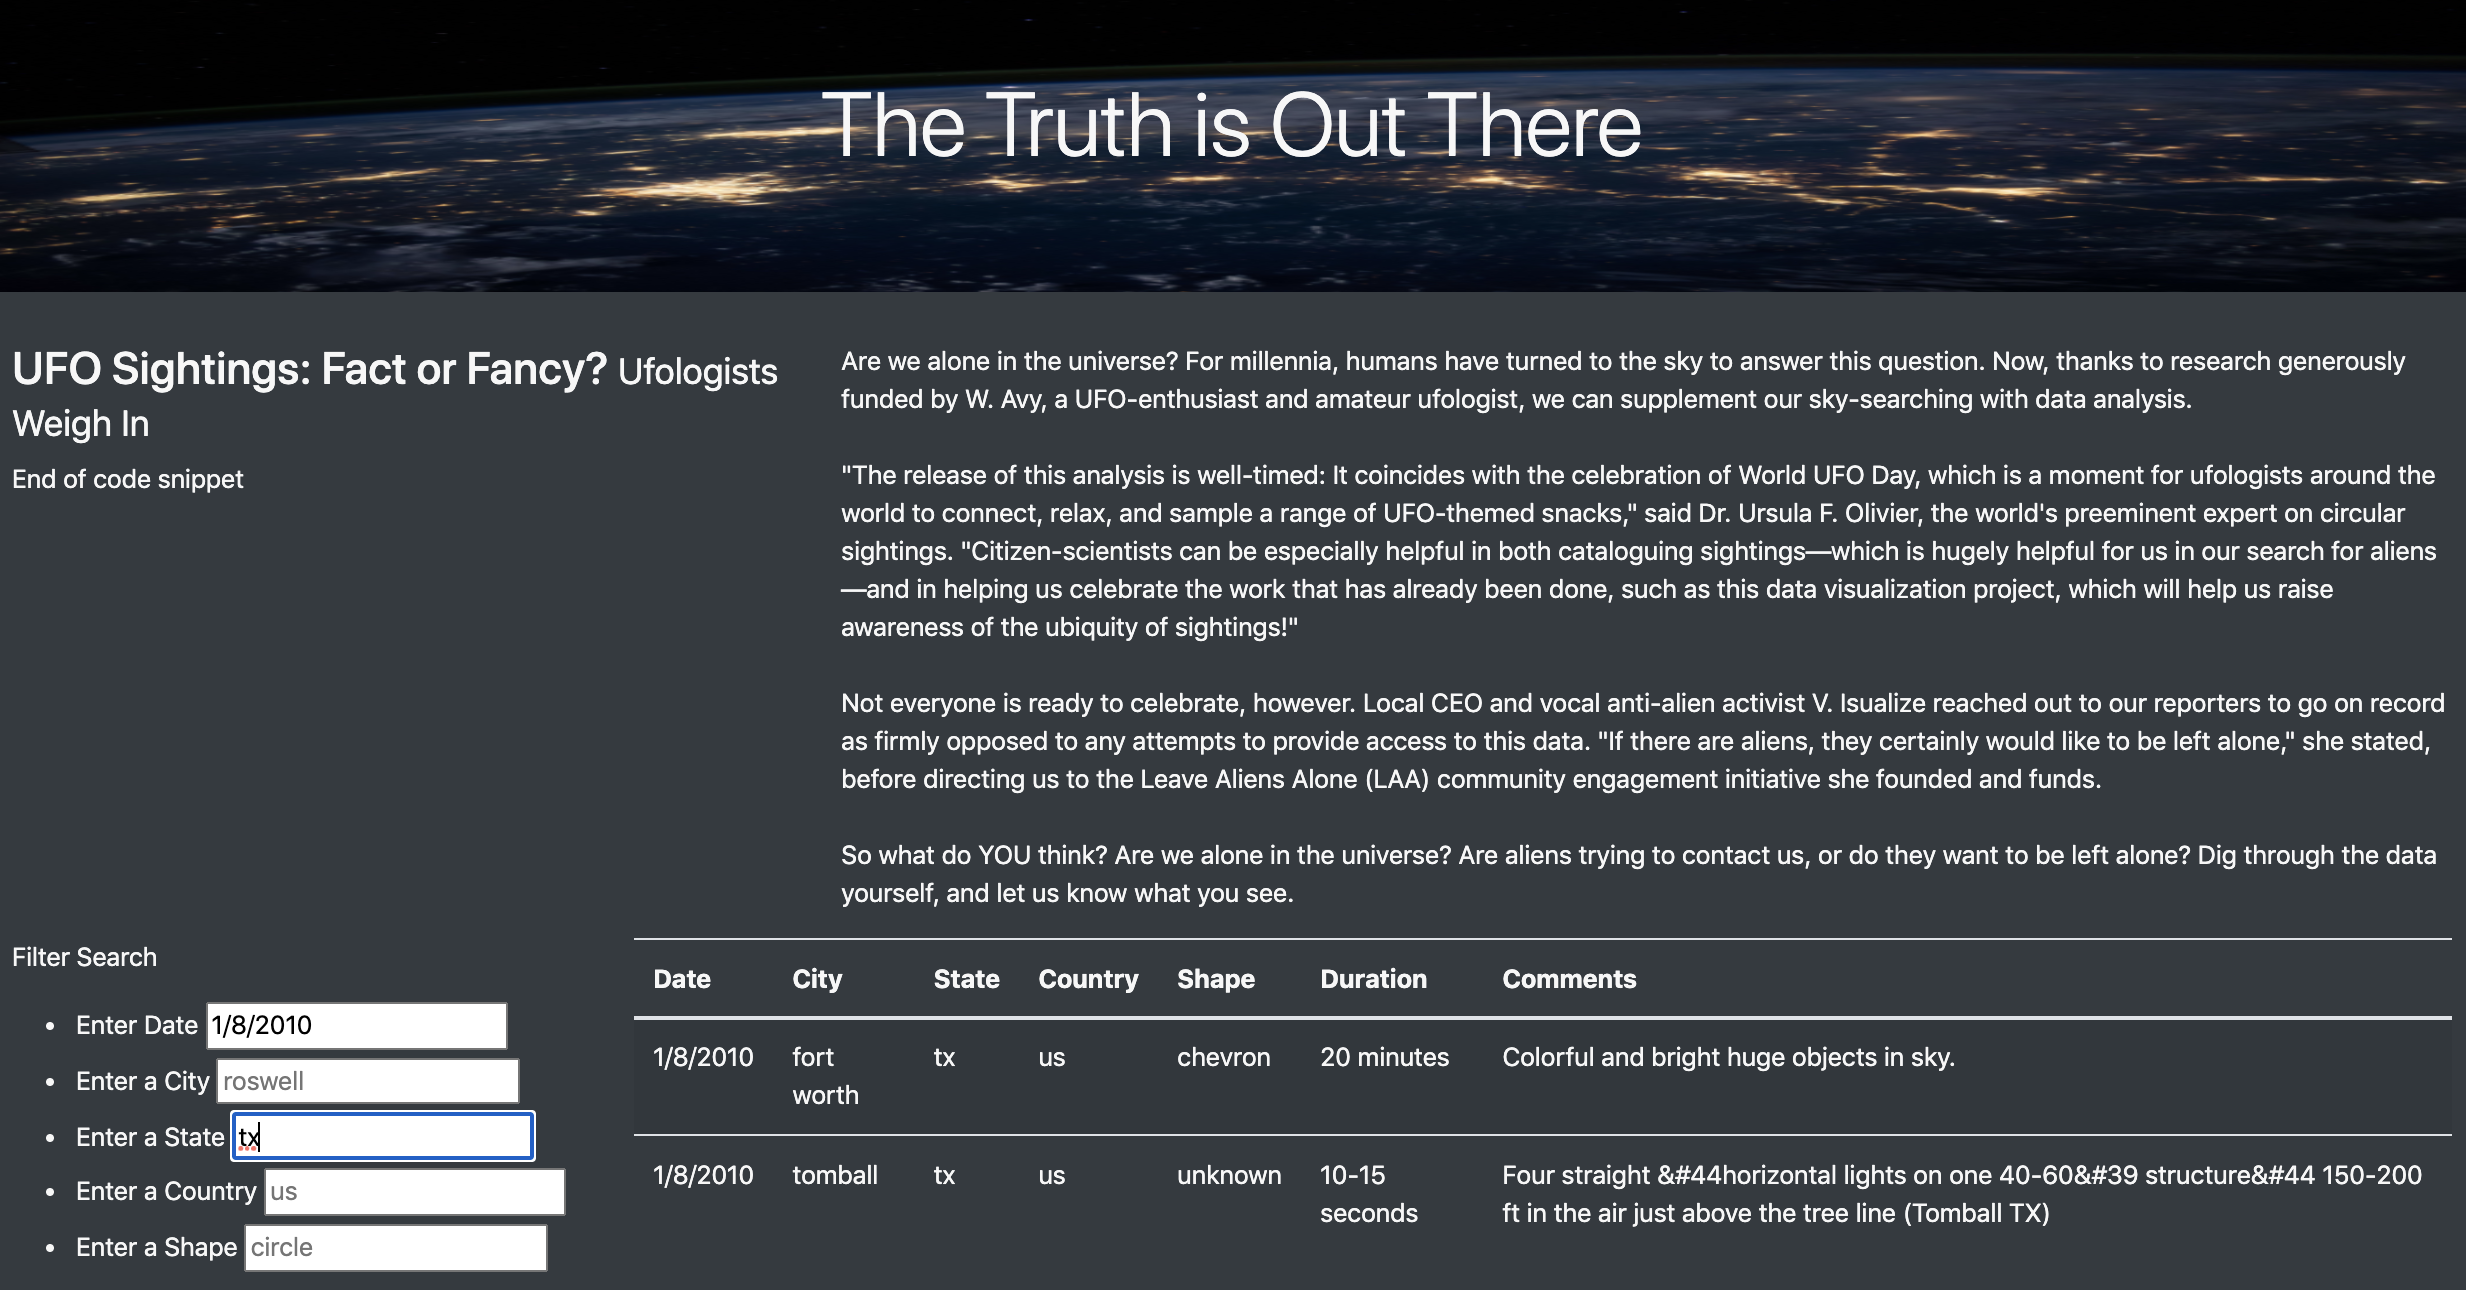 The Truth is Out There
UFO Sightings: Fact or Fancy? Ufologists
Weigh In
End of code snippet
Are we alone in the universe? For millennia, humans have turned to the sky to answer this question. Now, thanks to research generously
funded by W. Avy, a UFO-enthusiast and amateur ufologist, we can supplement our sky-searching with data analysis.
"The release of this analysis is well-timed: It coincides with the celebration of World UFO Day, which is a moment for ufologists around the
world to connect, relax, and sample a range of UFO-themed snacks," said Dr. Ursula F. Olivier, the world's preeminent expert on circular
sightings. "Citizen-scientists can be especially helpful in both cataloguing sightings—which is hugely helpful for us in our search for aliens
—and in helping us celebrate the work that has already been done, such as this data visualization project, which will help us raise
awareness of the ubiquity of sightings!"
Not everyone is ready to celebrate, however. Local CEO and vocal anti-alien activist V. Isualize reached out to our reporters to go on record
as firmly opposed to any attempts to provide access to this data. "If there are aliens, they certainly would like to be left alone," she stated,
before directing us to the Leave Aliens Alone (LAA) community engagement initiative she founded and funds.
So what do YOU think? Are we alone in the universe? Are aliens trying to contact us, or do they want to be left alone? Dig through the data
yourself, and let us know what you see.
Filter Search
• Enter Date 1/8/2010
• Enter a City roswell
• Enter a State tx
• Enter a Country us
• Enter a Shape circle
Date City State Country Shape Duration Comments
1/8/2010 fort tx us chevron 20 minutes Colorful and bright huge objects in sky.
worth
1/8/2010 tomball tx us unknown 10-15 Four straight &#44horizontal lights on one 40-60&#39 structure&#44 150-200
seconds ft in the air just above the tree line (Tomball TX)